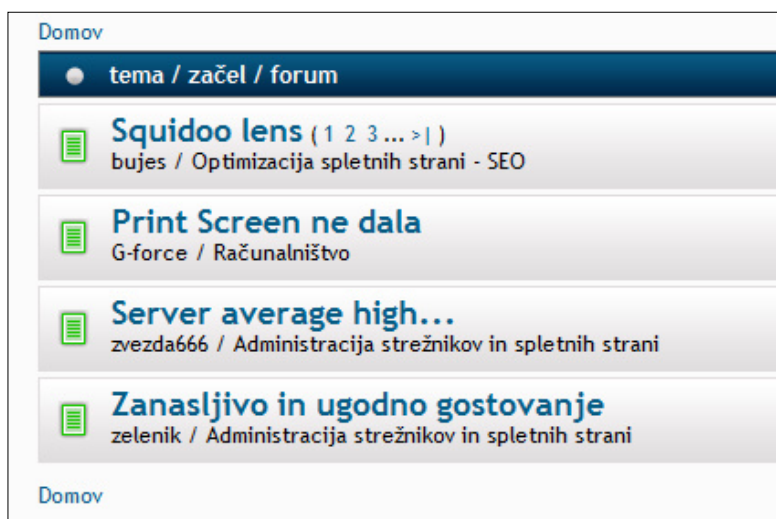 Domov
tema / začel / forum
Squidoo lens ( 1 2 3 ... >| )
bujes / Optimizacija spletnih strani - SEO
Print Screen ne dala
G-force / Računalništvo
Server average high...
zvezda666 / Administracija strežnikov in spletnih strani
Zanasljivo in ugodno gostovanje
zelenik / Administracija strežnikov in spletnih strani
Domov